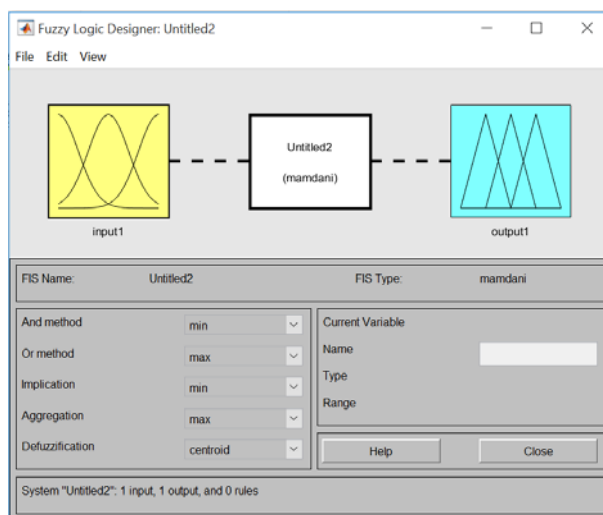 Fuzzy Logic Designer: Untitled2
File Edit View
Untitled2
(mamdani)
input1
output1
FIS Name: Untitled2 FIS Type: mamdani
And method min
Or method max
Implication min
Aggregation max
Defuzzification centroid
Current Variable
Name
Type
Range
Help Close
System "Untitled2": 1 input, 1 output, and 0 rules